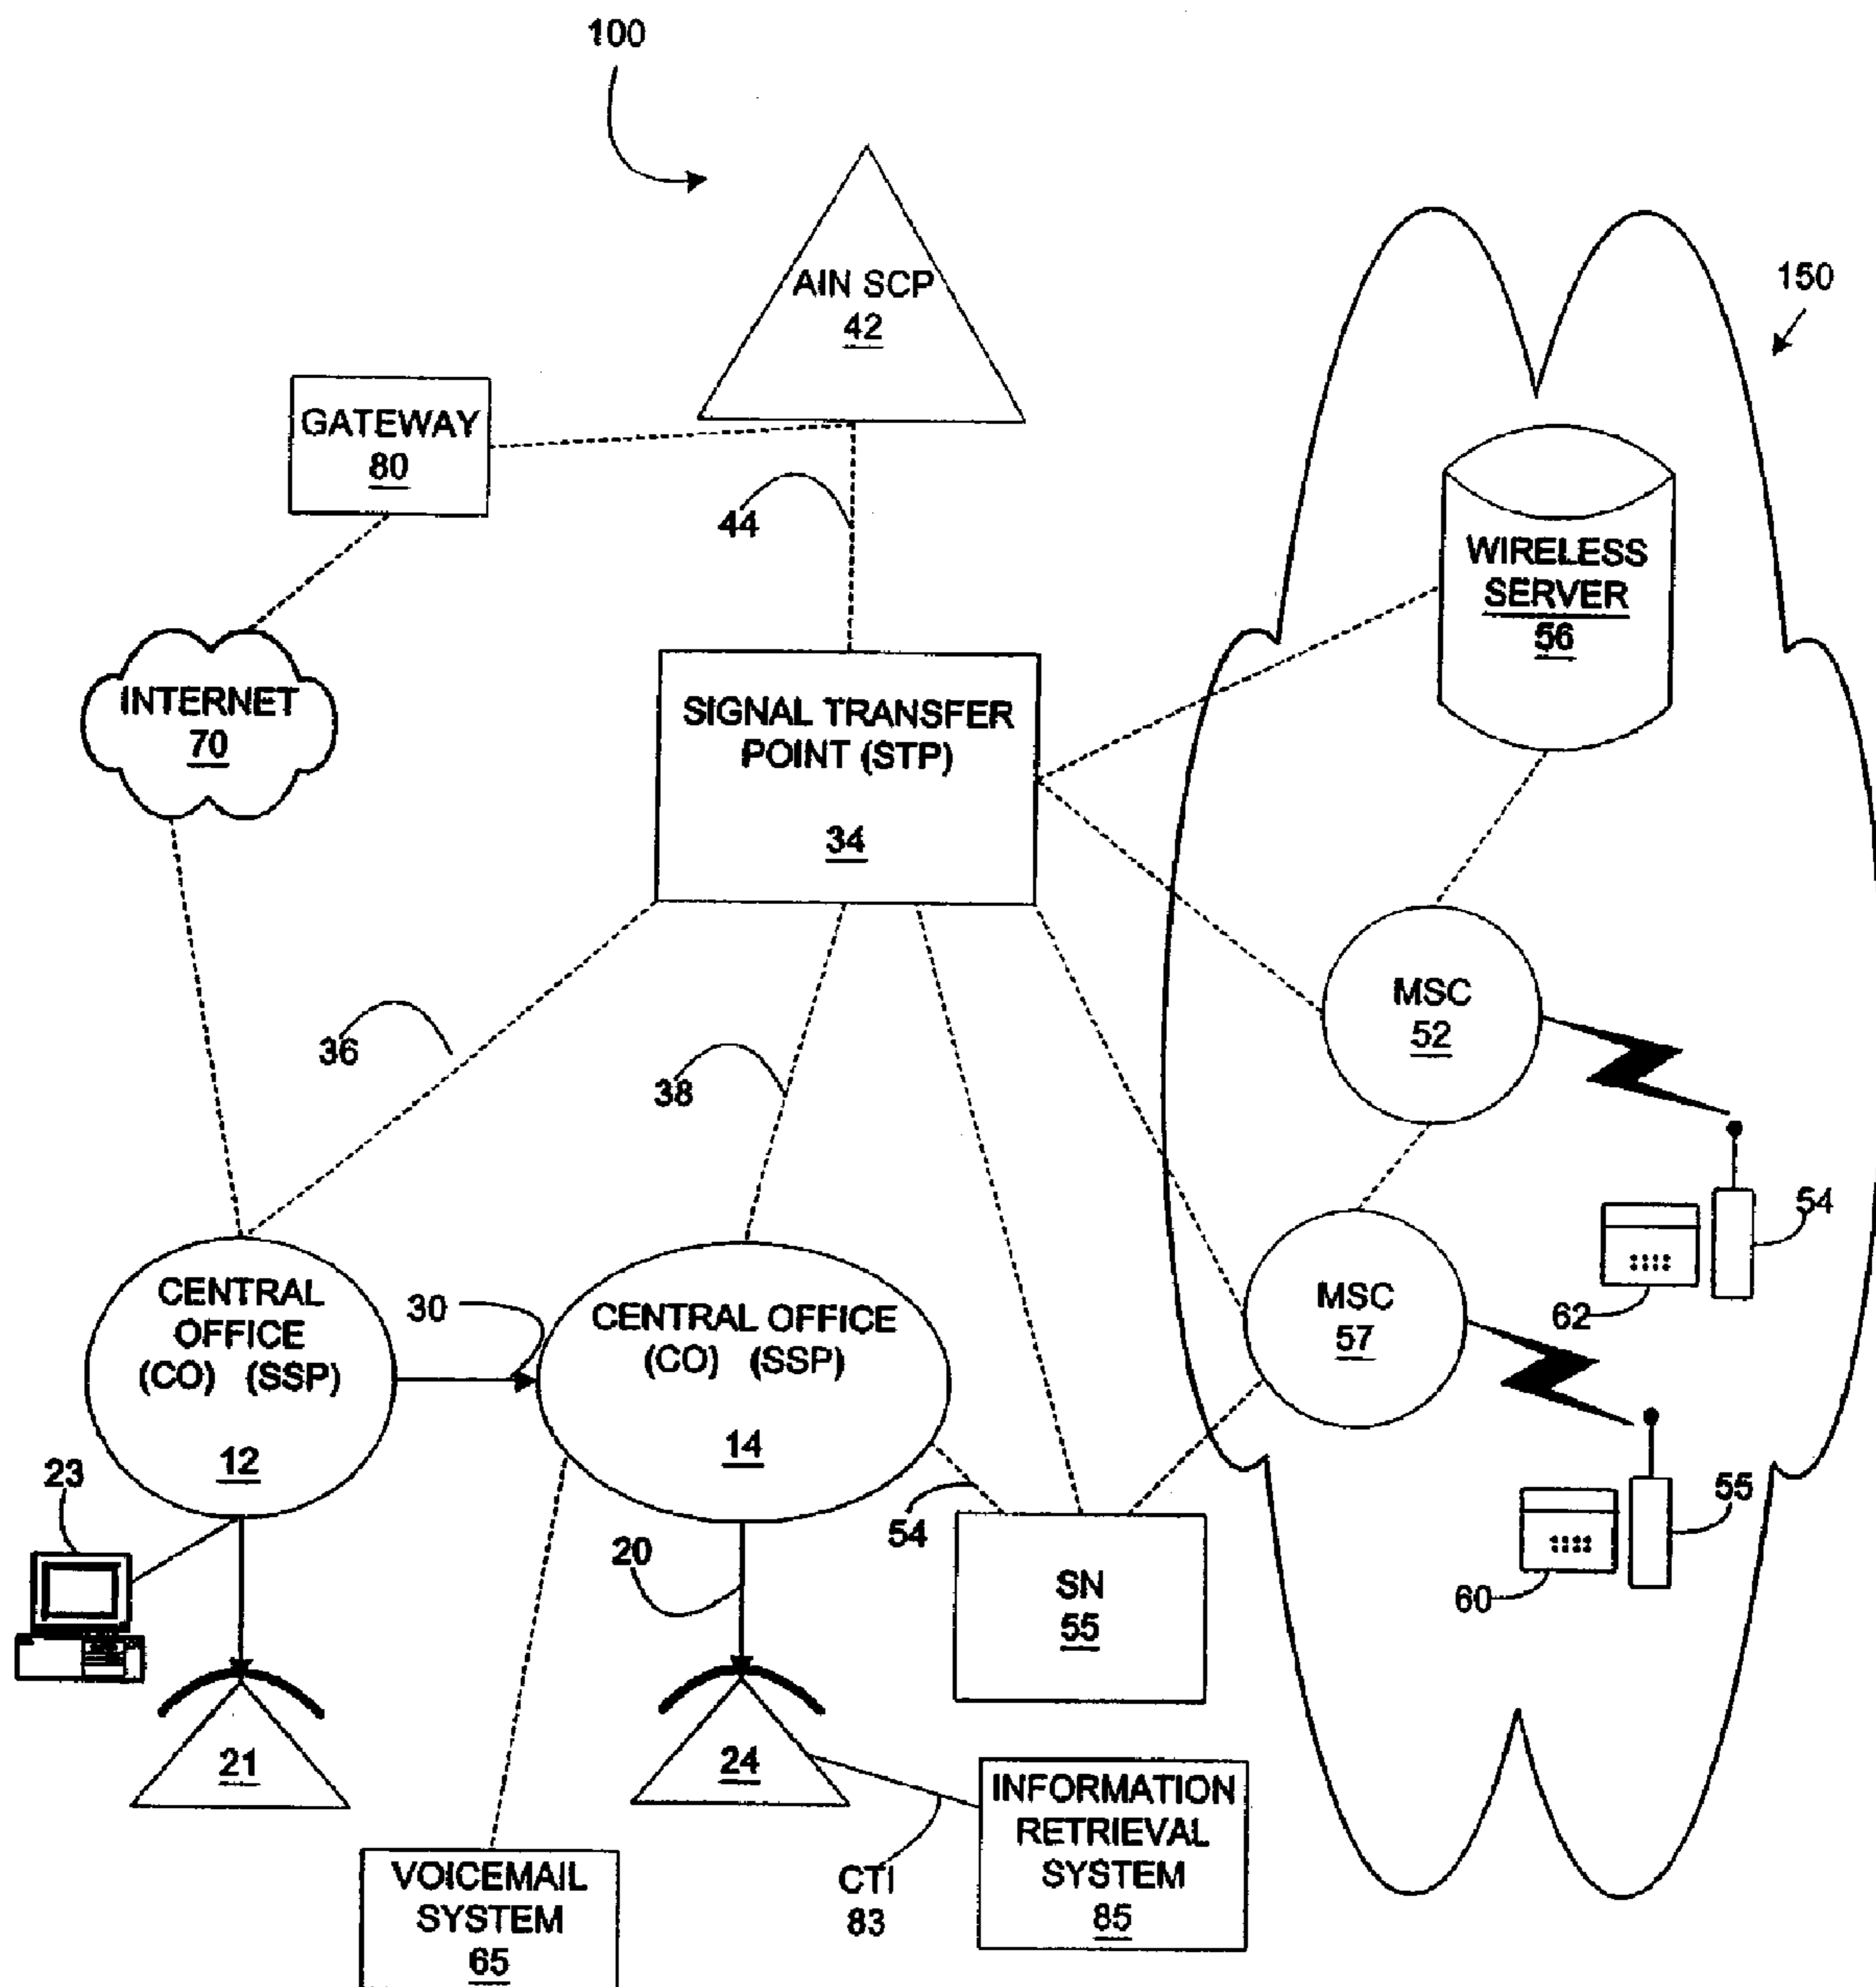 100
AIN SCP
42
150
GATEWAY
80
44
WIRELESS
SERVER
56
INTERNET
70
SIGNAL TRANSFER
POINT (STP)
34
36
38
MSC
52
54
62
CENTRAL
OFFICE
(CO) (SSP)
12
30
CENTRAL OFFICE
(CO) (SSP)
14
MSC
57
23
20
54
55
60
SN
55
21
24
INFORMATION
RETRIEVAL
SYSTEM
85
CTI
83
VOICEMAIL
SYSTEM
65